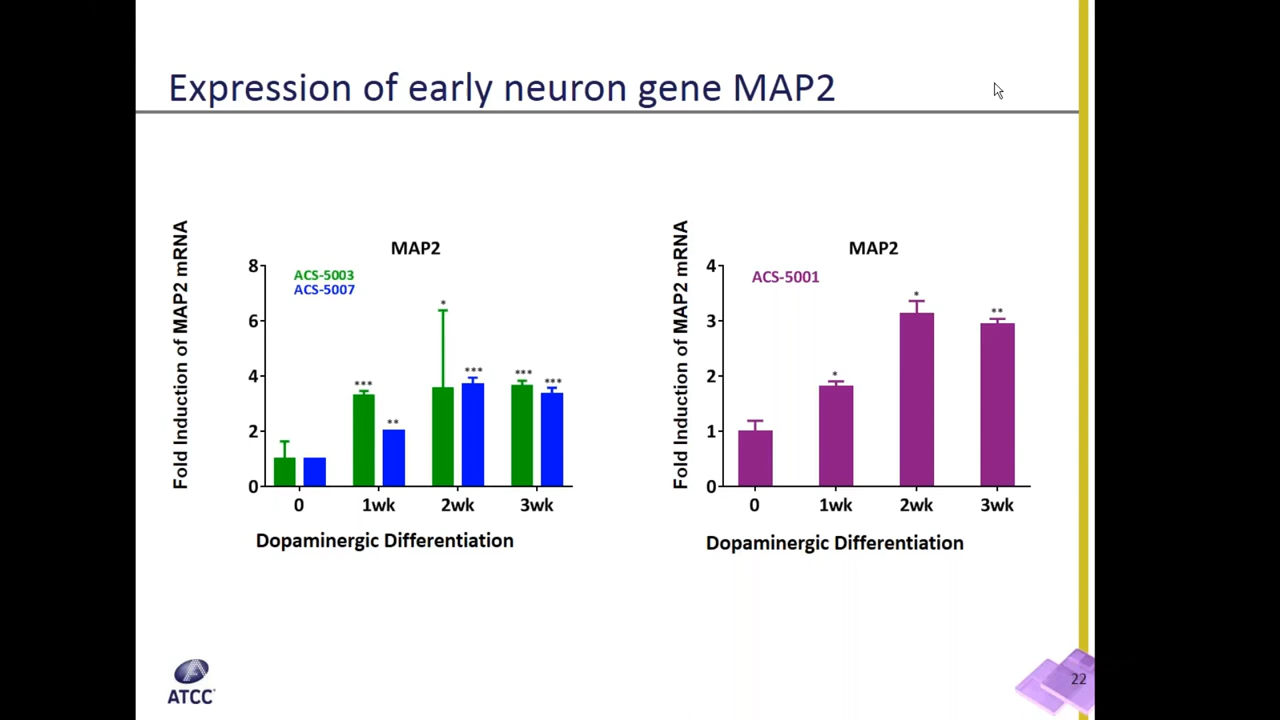 Expression of early neuron gene MAP2
Fold Induction of MAP2 mRNA
MAP2
ACS-5003
ACS-5007
8
6
4
2
0
*** ** * *** *** ***
0 1wk 2wk 3wk
Dopaminergic Differentiation
Fold Induction of MAP2 mRNA
MAP2
ACS-5001
4
3
2
1
0
* * **
0 1wk 2wk 3wk
Dopaminergic Differentiation
ATCC
22